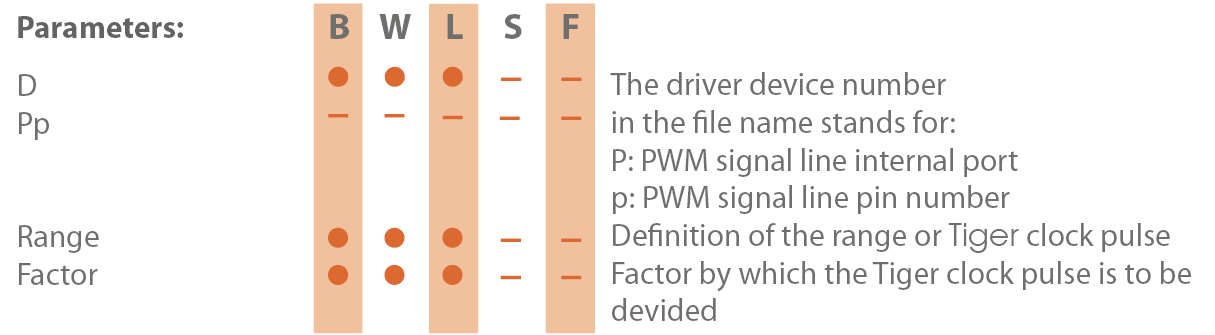 Parameters: B W L S F
D ● ● ● – – The driver device number
Pp – – – – – in the file name stands for:
P: PWM signal line internal port
p: PWM signal line pin number
Range ● ● ● – – Definition of the range or Tiger clock pulse
Factor ● ● ● – – Factor by which the Tiger clock pulse is to be
devided